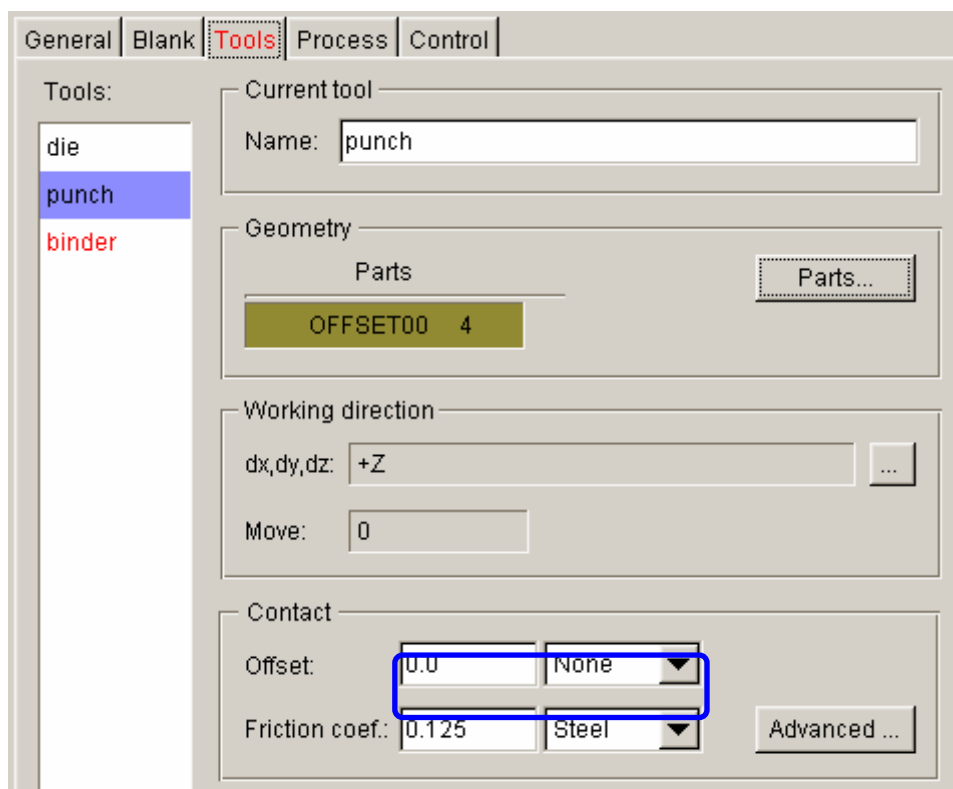 General Blank Tools Process Control
Tools:
die
punch
binder
Current tool
Name: punch
Geometry
Parts
Parts...
OFFSET00 4
Working direction
dx,dy,dz: +Z ...
Move: 0
Contact
Offset: 0.0 None
Friction coef.: 0.125 Steel Advanced ...